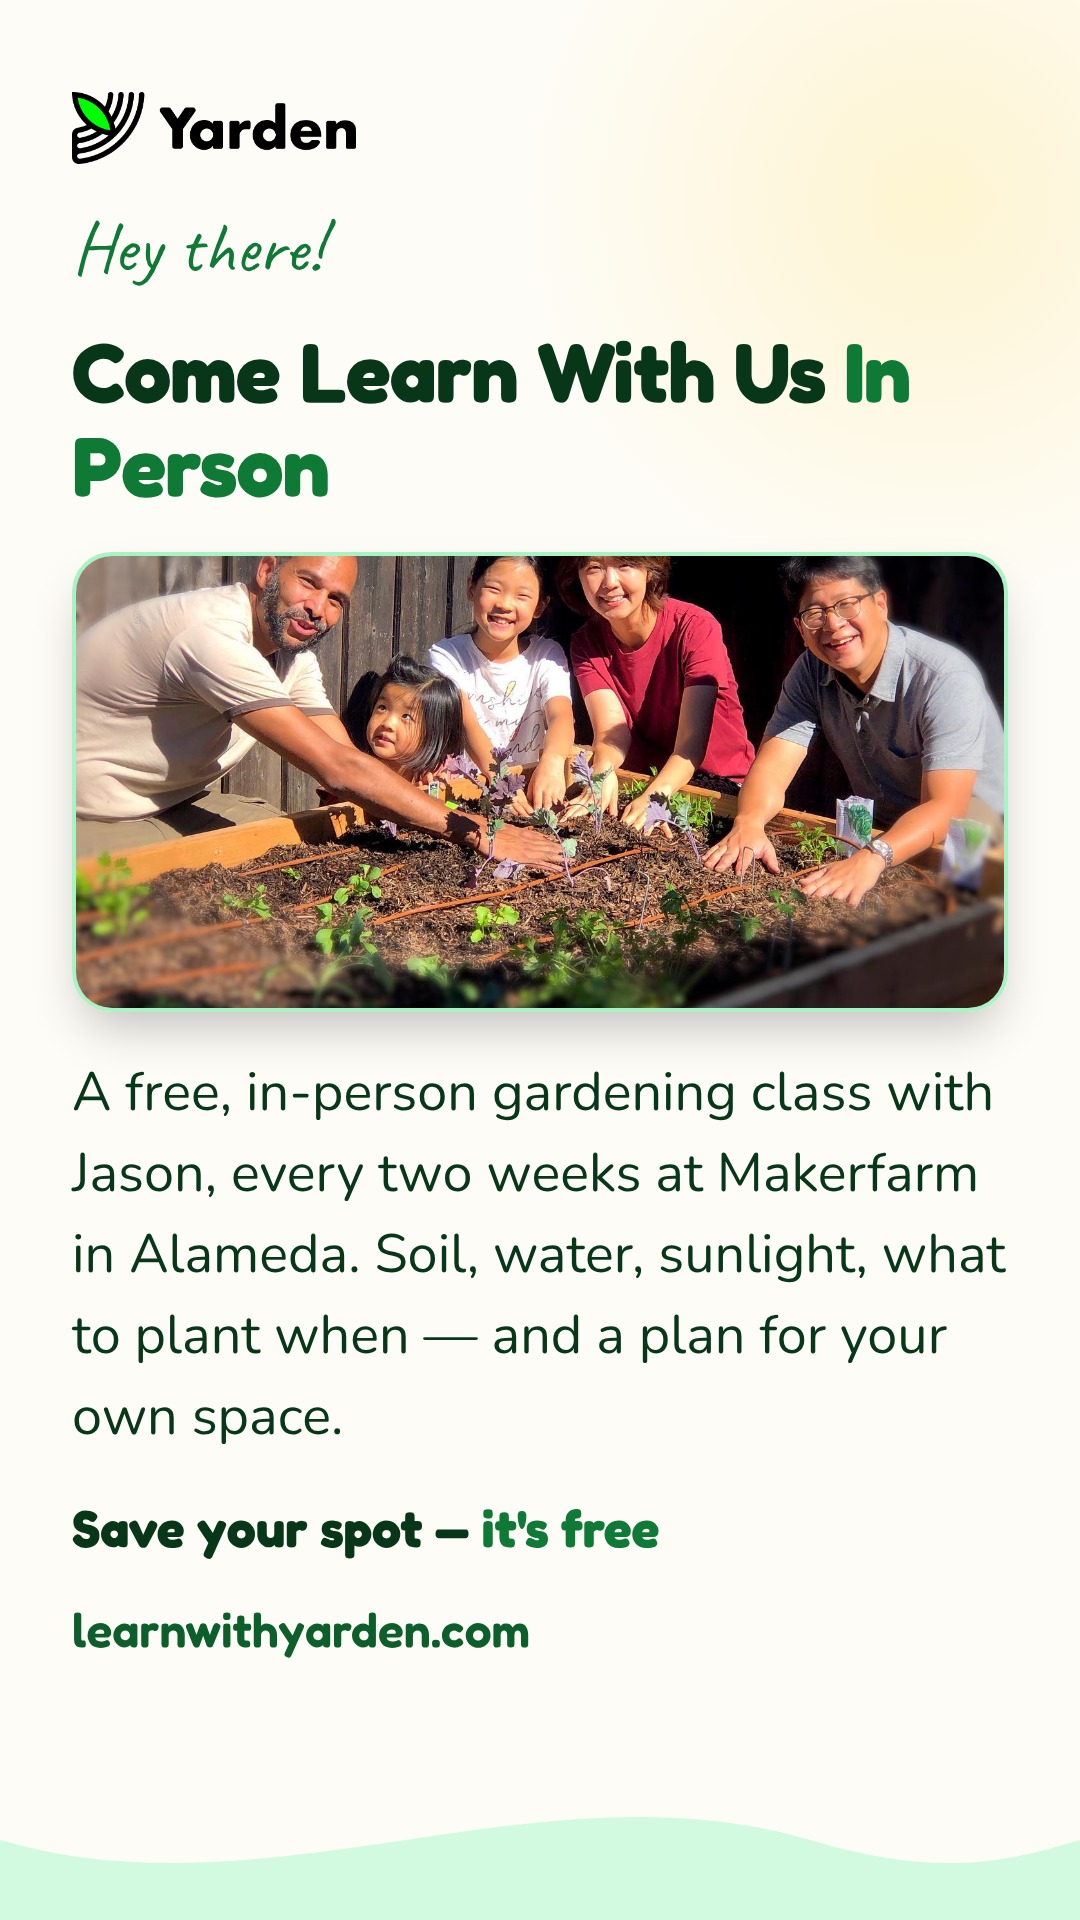 Yarden
Hey there!
Come Learn With Us In
Person
A free, in-person gardening class with
Jason, every two weeks at Makerfarm
in Alameda. Soil, water, sunlight, what
to plant when — and a plan for your
own space.
Save your spot — it's free
learnwithyarden.com